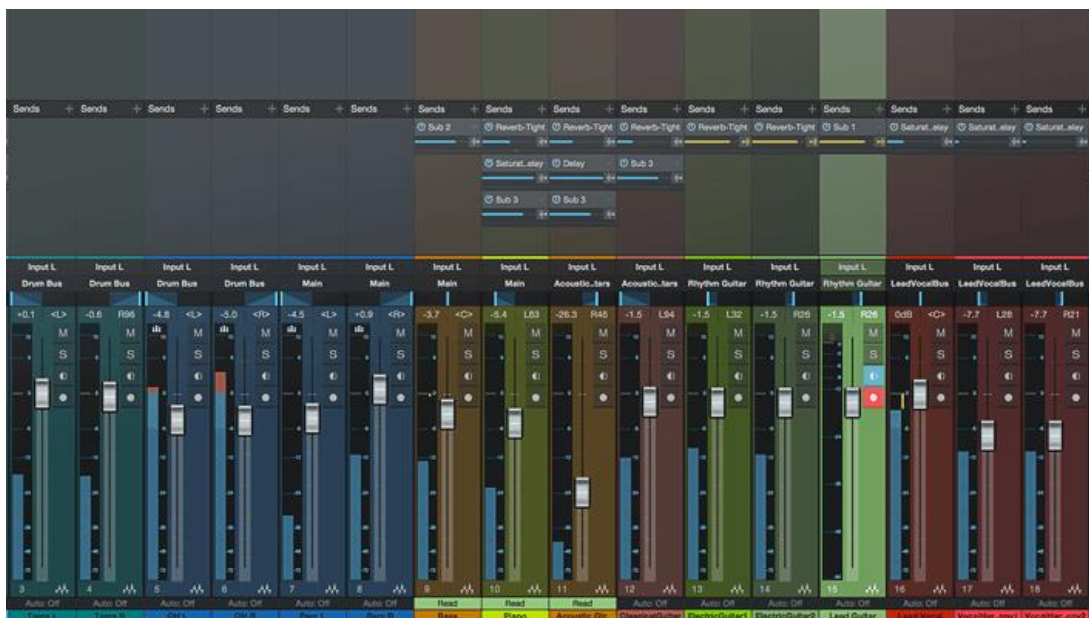 Sends + Sends + Sends + Sends + Sends + Sends + Sends + Sends + Sends + Sends + Sends + Sends + Sends + Sends + Sends + Sends +
Sub 2 Reverb-Tight Reverb-Tight Reverb-Tight Reverb-Tight Reverb-Tight Sub 1 Saturat..elay Saturat..elay Saturat..elay
Saturat..elay Delay Sub 3
Sub 3 Sub 3
Input L Input L Input L Input L Input L Input L Input L Input L Input L Input L Input L Input L Input L Input L Input L Input L
Drum Bus Drum Bus Drum Bus Drum Bus Main Main Main Main Acoustic..tars Acoustic..tars Rhythm Guitar Rhythm Guitar Rhythm Guitar LeadVocalBus LeadVocalBus LeadVocalBus
+0.1 <L> -0.6 R96 -4.8 <L> -5.0 <R> -4.5 <L> +0.9 <R> -3.7 <C> -5.4 L63 -26.3 R46 -1.5 L94 -1.5 L32 -1.5 R26 -1.5 R26 0dB <C> -7.7 L28 -7.7 R21
M M M M M M M M M M M M M M M M
S S S S S S S S S S S S S S S S
3 4 5 6 7 8 9 10 11 12 13 14 15 16 17 18
Auto: Off Auto: Off Auto: Off Auto: Off Auto: Off Auto: Off Read Read Read Auto: Off Auto: Off Auto: Off Auto: Off Auto: Off Auto: Off Auto: Off
Bass Piano Acoustic Gtr ClassicalGuitar ElectricGuitar1 ElectricGuitar2 Lead Guitar Lead Vocal